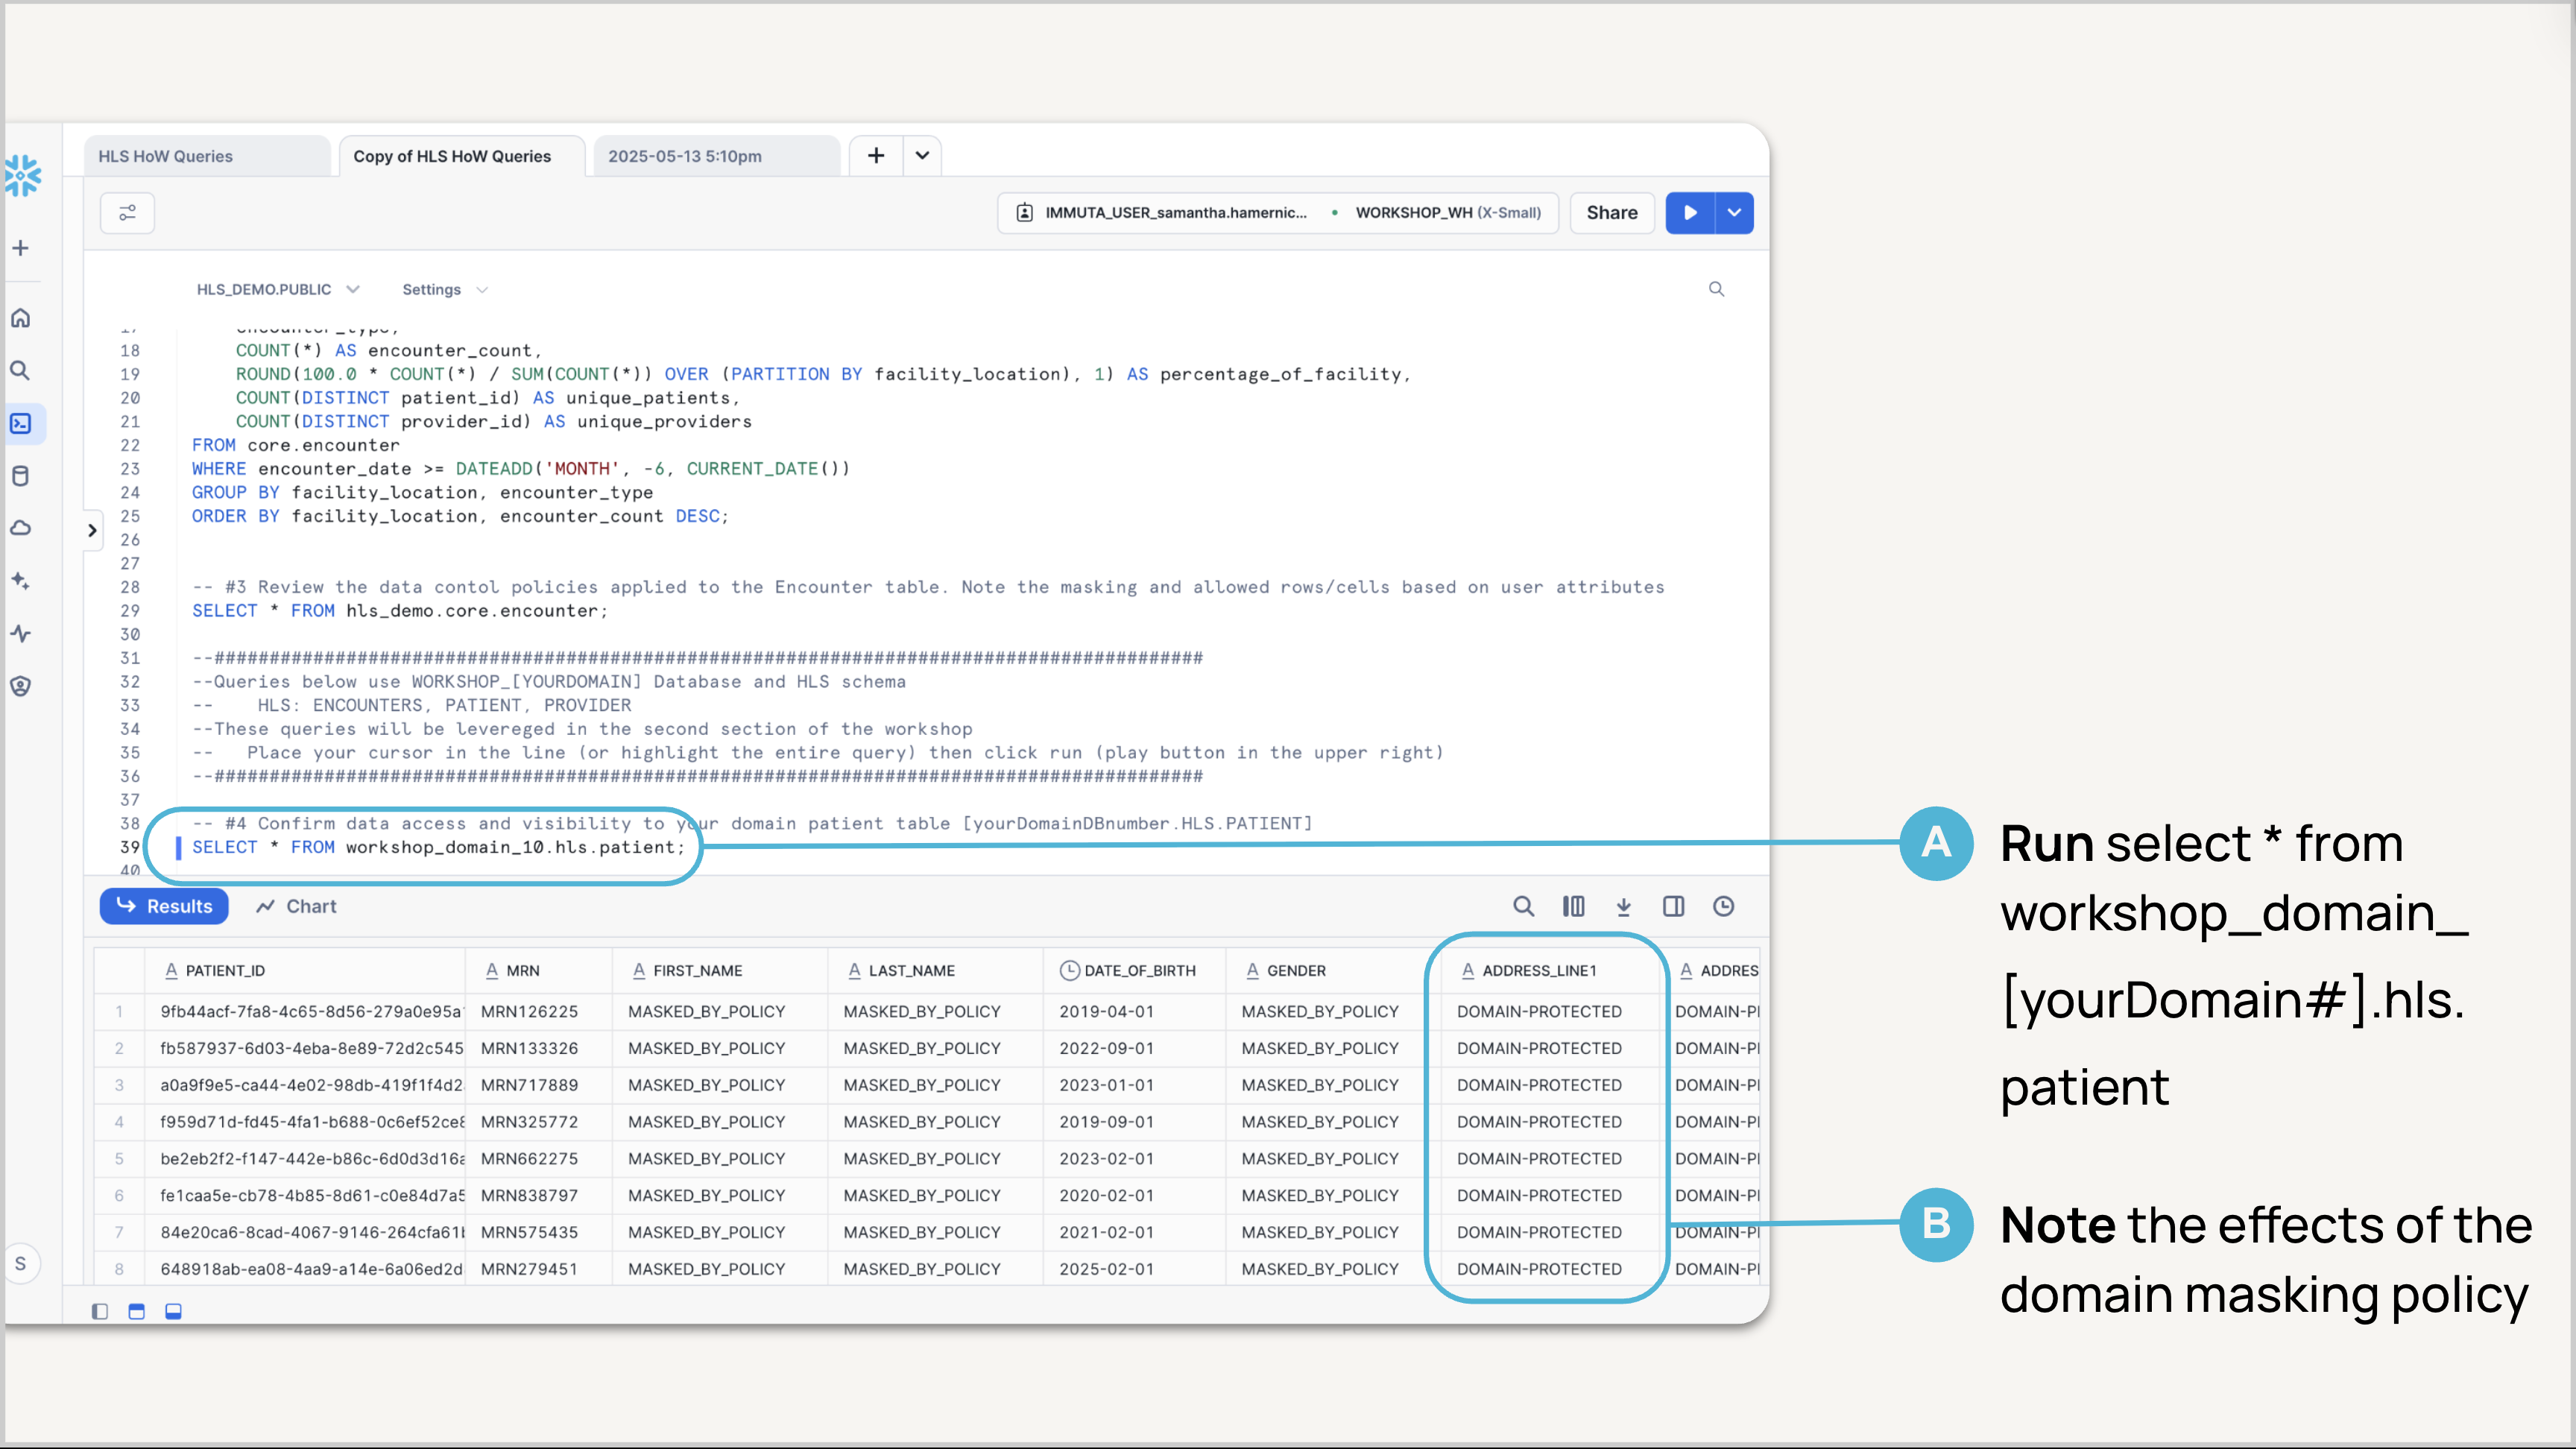 HLS HoW Queries
Copy of HLS HoW Queries
2025-05-13 5:10pm
IMMUTA_USER_samantha.hamernic...
WORKSHOP_WH (X-Small)
Share
HLS_DEMO.PUBLIC
Settings
17 encounter_type,
18 COUNT(*) AS encounter_count,
19 ROUND(100.0 * COUNT(*) / SUM(COUNT(*)) OVER (PARTITION BY facility_location), 1) AS percentage_of_facility,
20 COUNT(DISTINCT patient_id) AS unique_patients,
21 COUNT(DISTINCT provider_id) AS unique_providers
22 FROM core.encounter
23 WHERE encounter_date >= DATEADD('MONTH', -6, CURRENT_DATE())
24 GROUP BY facility_location, encounter_type
25 ORDER BY facility_location, encounter_count DESC;
26
27
28 -- #3 Review the data contol policies applied to the Encounter table. Note the masking and allowed rows/cells based on user attributes
29 SELECT * FROM hls_demo.core.encounter;
30
31 --##########################################################################################
32 --Queries below use WORKSHOP_[YOURDOMAIN] Database and HLS schema
33 -- HLS: ENCOUNTERS, PATIENT, PROVIDER
34 --These queries will be levereged in the second section of the workshop
35 -- Place your cursor in the line (or highlight the entire query) then click run (play button in the upper right)
36 --##########################################################################################
37
38 -- #4 Confirm data access and visibility to your domain patient table [yourDomainDBnumber.HLS.PATIENT]
39 SELECT * FROM workshop_domain_10.hls.patient;
40
Results
Chart
A PATIENT_ID A MRN A FIRST_NAME A LAST_NAME DATE_OF_BIRTH A GENDER A ADDRESS_LINE1 A ADDRES
1 9fb44acf-7fa8-4c65-8d56-279a0e95a MRN126225 MASKED_BY_POLICY MASKED_BY_POLICY 2019-04-01 MASKED_BY_POLICY DOMAIN-PROTECTED DOMAIN-P
2 fb587937-6d03-4eba-8e89-72d2c545 MRN133326 MASKED_BY_POLICY MASKED_BY_POLICY 2022-09-01 MASKED_BY_POLICY DOMAIN-PROTECTED DOMAIN-P
3 a0a9f9e5-ca44-4e02-98db-419f1f4d2 MRN717889 MASKED_BY_POLICY MASKED_BY_POLICY 2023-01-01 MASKED_BY_POLICY DOMAIN-PROTECTED DOMAIN-P
4 f959d71d-fd45-4fa1-b688-0c6ef52ce MRN325772 MASKED_BY_POLICY MASKED_BY_POLICY 2019-09-01 MASKED_BY_POLICY DOMAIN-PROTECTED DOMAIN-P
5 be2eb2f2-f147-442e-b86c-6d0d3d16a MRN662275 MASKED_BY_POLICY MASKED_BY_POLICY 2023-02-01 MASKED_BY_POLICY DOMAIN-PROTECTED DOMAIN-P
6 fe1caa5e-cb78-4b85-8d61-c0e84d7a5 MRN838797 MASKED_BY_POLICY MASKED_BY_POLICY 2020-02-01 MASKED_BY_POLICY DOMAIN-PROTECTED DOMAIN-P
7 84e20ca6-8cad-4067-9146-264cfa61 MRN575435 MASKED_BY_POLICY MASKED_BY_POLICY 2021-02-01 MASKED_BY_POLICY DOMAIN-PROTECTED DOMAIN-P
8 648918ab-ea08-4aa9-a14e-6a06ed2d MRN279451 MASKED_BY_POLICY MASKED_BY_POLICY 2025-02-01 MASKED_BY_POLICY DOMAIN-PROTECTED DOMAIN-P
S
A
Run select * from
workshop_domain_
[yourDomain#].hls.
patient
B
Note the effects of the
domain masking policy